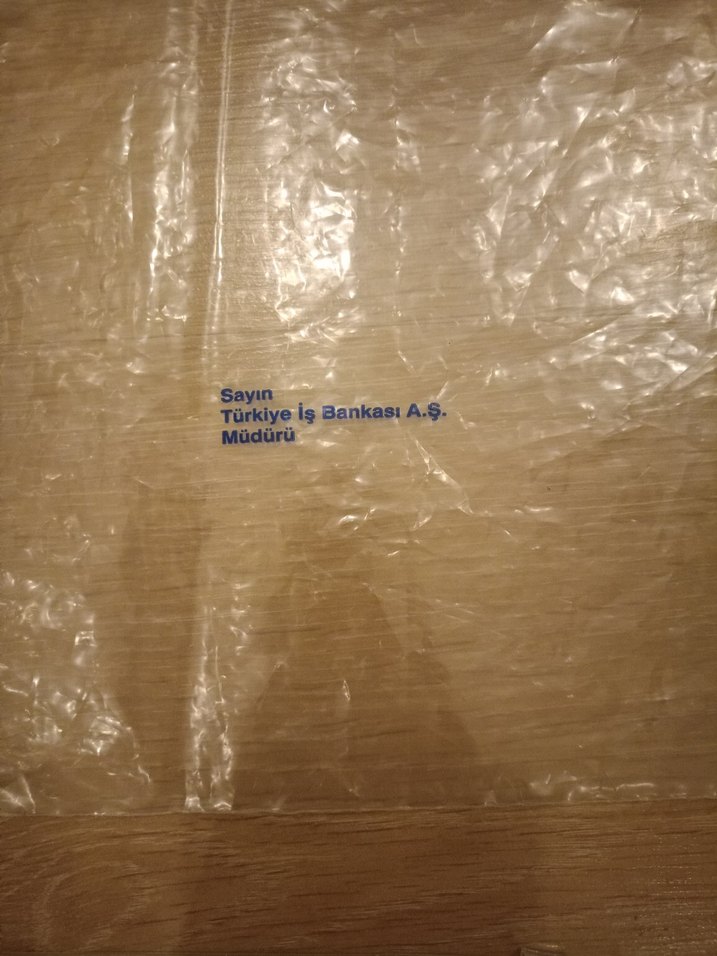 Sayın
Türkiye İş Bankası A.Ş.
Müdürü